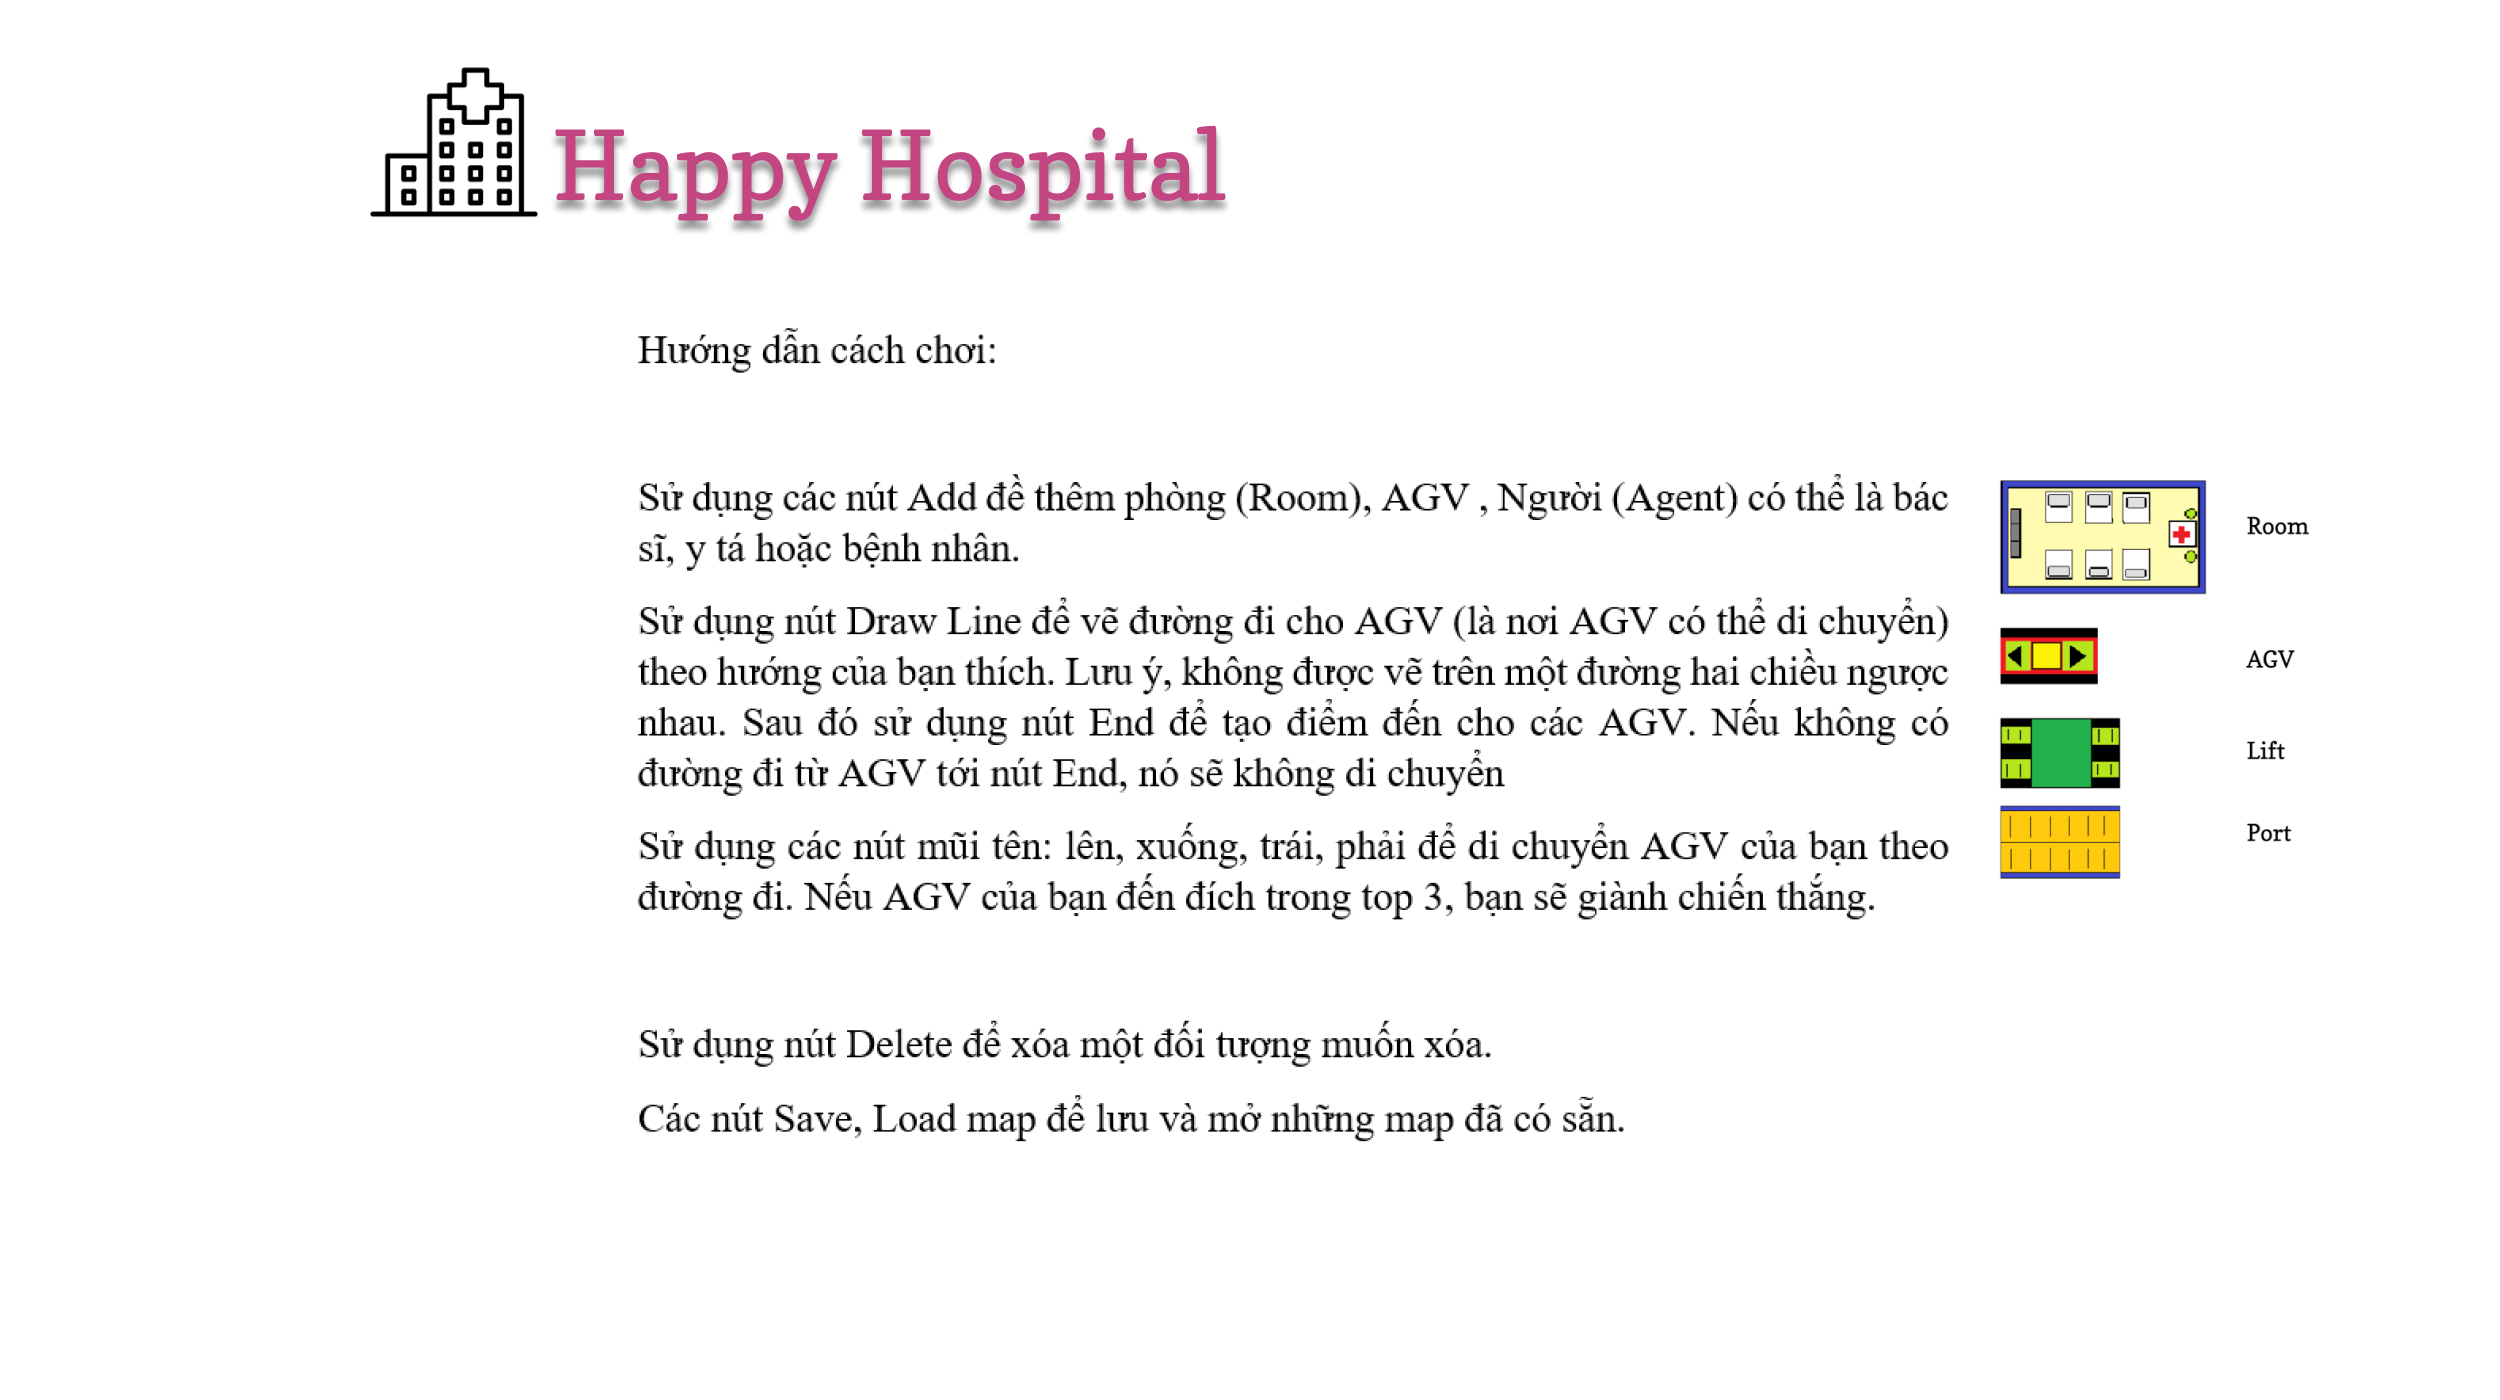 Happy Hospital
Hướng dẫn cách chơi:
Sử dụng các nút Add đề thêm phòng (Room), AGV , Người (Agent) có thể là bác
sĩ, y tá hoặc bệnh nhân.
Sử dụng nút Draw Line để vẽ đường đi cho AGV (là nơi AGV có thể di chuyển)
theo hướng của bạn thích. Lưu ý, không được vẽ trên một đường hai chiều ngược
nhau. Sau đó sử dụng nút End để tạo điểm đến cho các AGV. Nếu không có
đường đi từ AGV tới nút End, nó sẽ không di chuyển
Sử dụng các nút mũi tên: lên, xuống, trái, phải để di chuyển AGV của bạn theo
đường đi. Nếu AGV của bạn đến đích trong top 3, bạn sẽ giành chiến thắng.
Sử dụng nút Delete để xóa một đối tượng muốn xóa.
Các nút Save, Load map để lưu và mở những map đã có sẵn.
Room
AGV
Lift
Port